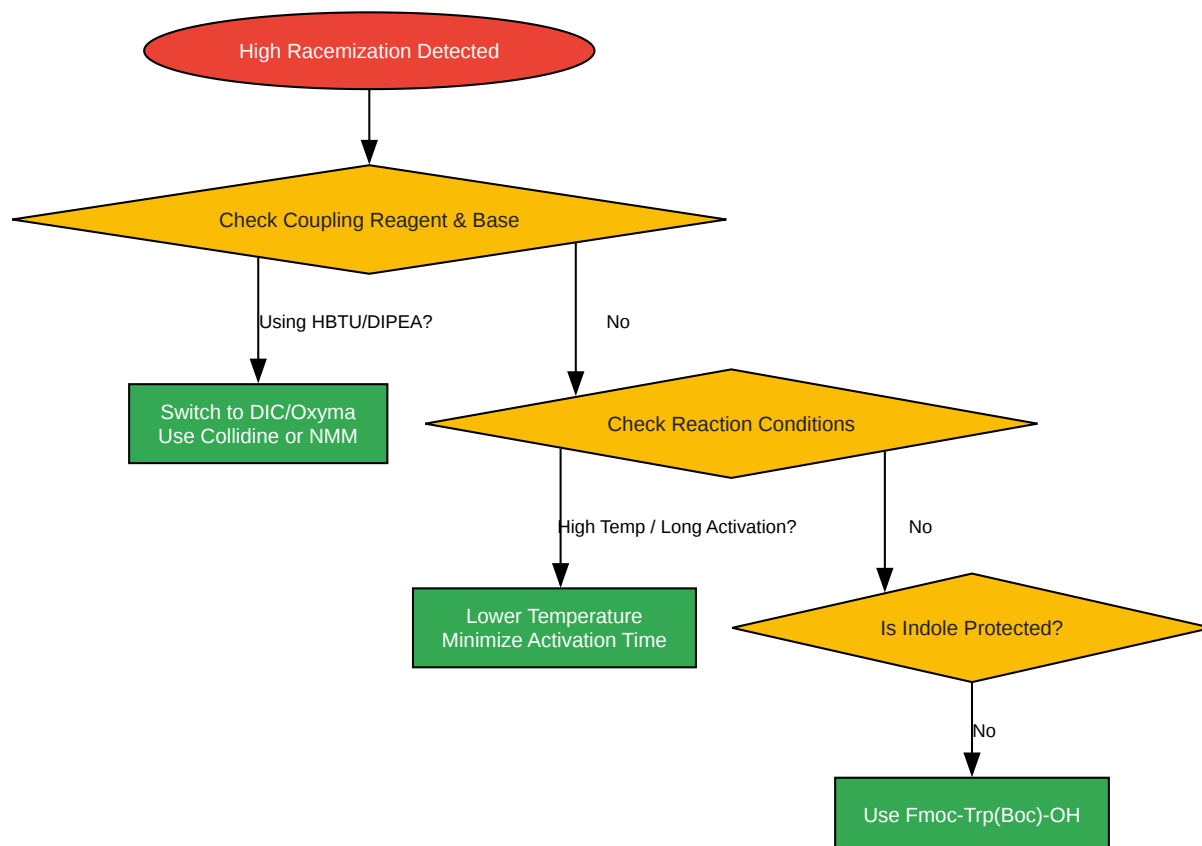 High Racemization Detected
Check Coupling Reagent & Base
Using HBTU/DIPEA?
No
Switch to DIC/Oxyma
Use Collidine or NMM
Check Reaction Conditions
High Temp / Long Activation?
No
Lower Temperature
Minimize Activation Time
Is Indole Protected?
No
Use Fmoc-Trp(Boc)-OH